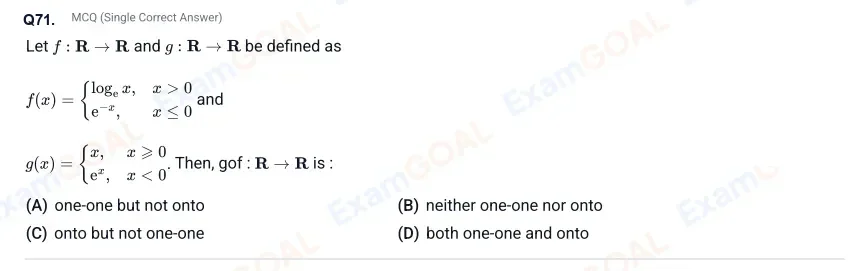 Q71. MCQ (Single Correct Answer)
Let f : R → R and g : R → R be defined as
f(x) = { logₑ x, x > 0
e⁻ˣ, x ≤ 0 and
g(x) = { x, x ⩾ 0
eˣ, x < 0 . Then, gof : R → R is :
(A) one-one but not onto
(B) neither one-one nor onto
(C) onto but not one-one
(D) both one-one and onto